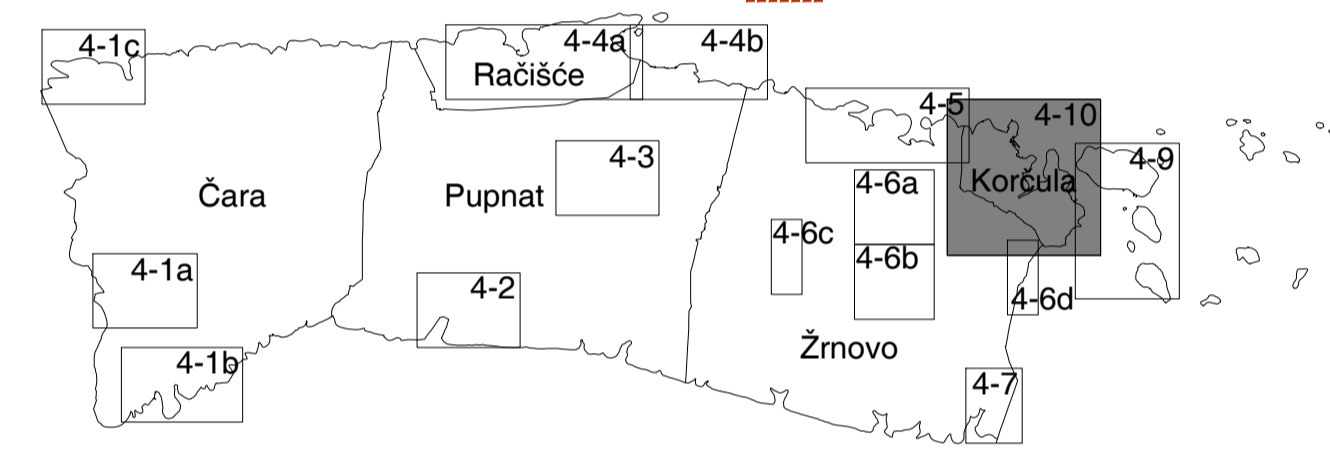 4-1c
4-4a
4-4b
Račišće
4-5
4-10
4-3
4-9
Čara
Pupnat
4-6a
Korčula
4-6c
4-6b
4-1a
4-2
4-6d
Žrnovo
4-1b
4-7